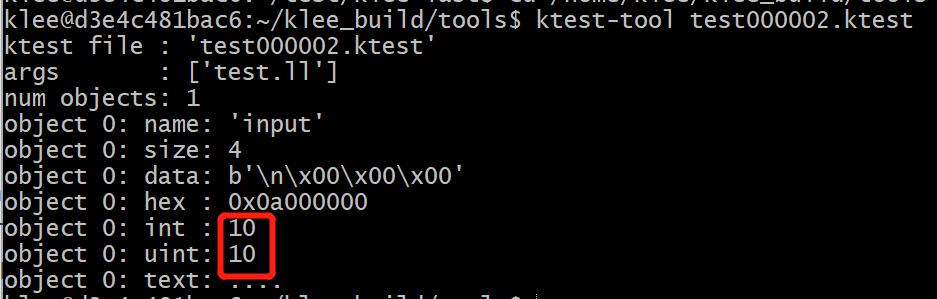 klee@d3e4c481bac6:~/klee_build/tools$ ktest-tool test000002.ktest
ktest file : 'test000002.ktest'
args       : ['test.ll']
num objects: 1
object 0: name: 'input'
object 0: size: 4
object 0: data: b'\n\x00\x00\x00'
object 0: hex : 0x0a000000
object 0: int : 10
object 0: uint: 10
object 0: text: ....